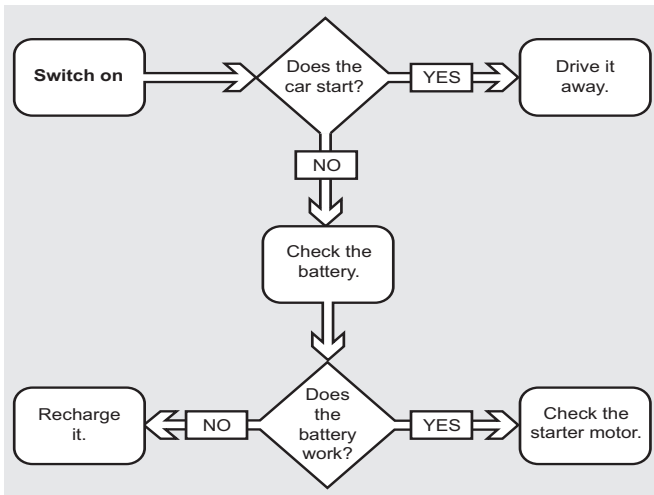 Switch on
Does the
car start?
YES
Drive it
away.
NO
Check the
battery.
Recharge
it.
NO
Does
the
battery
work?
YES
Check the
starter motor.